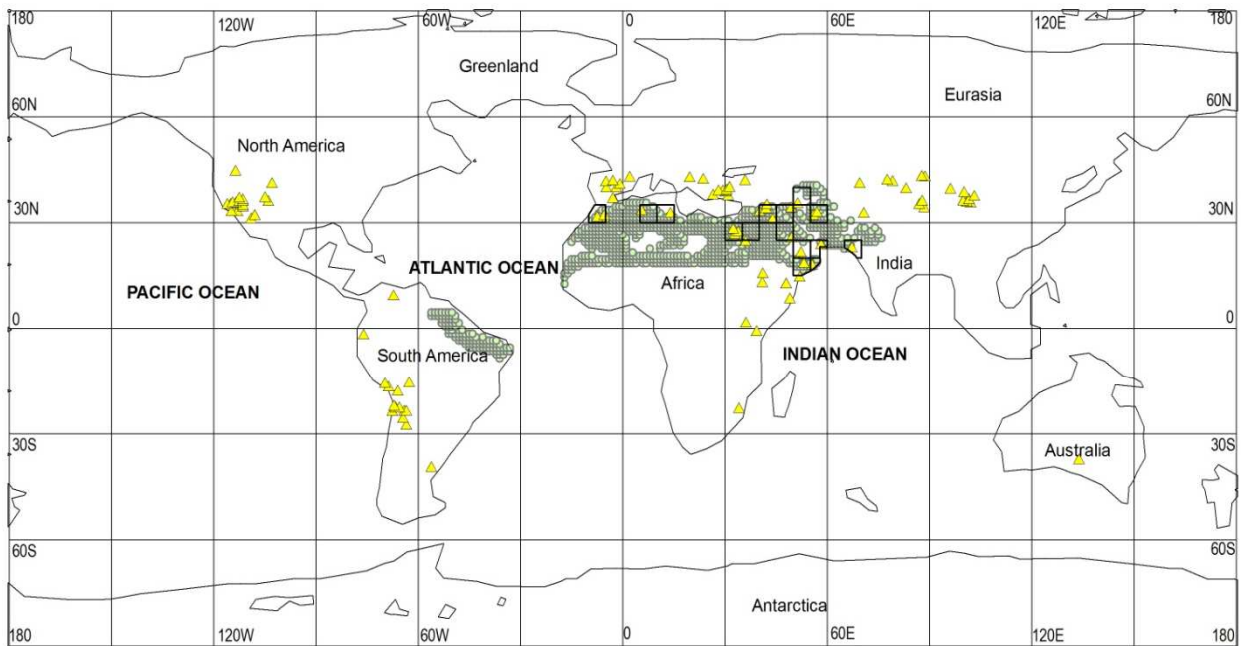 180 120W 60W 0 60E 120E 180
Greenland
Eurasia
60N 60N
North America
30N 30N
ATLANTIC OCEAN India
Africa
PACIFIC OCEAN
0 0
South America INDIAN OCEAN
30S 30S
Australia
60S 60S
Antarctica
180 120W 60W 0 60E 120E 180